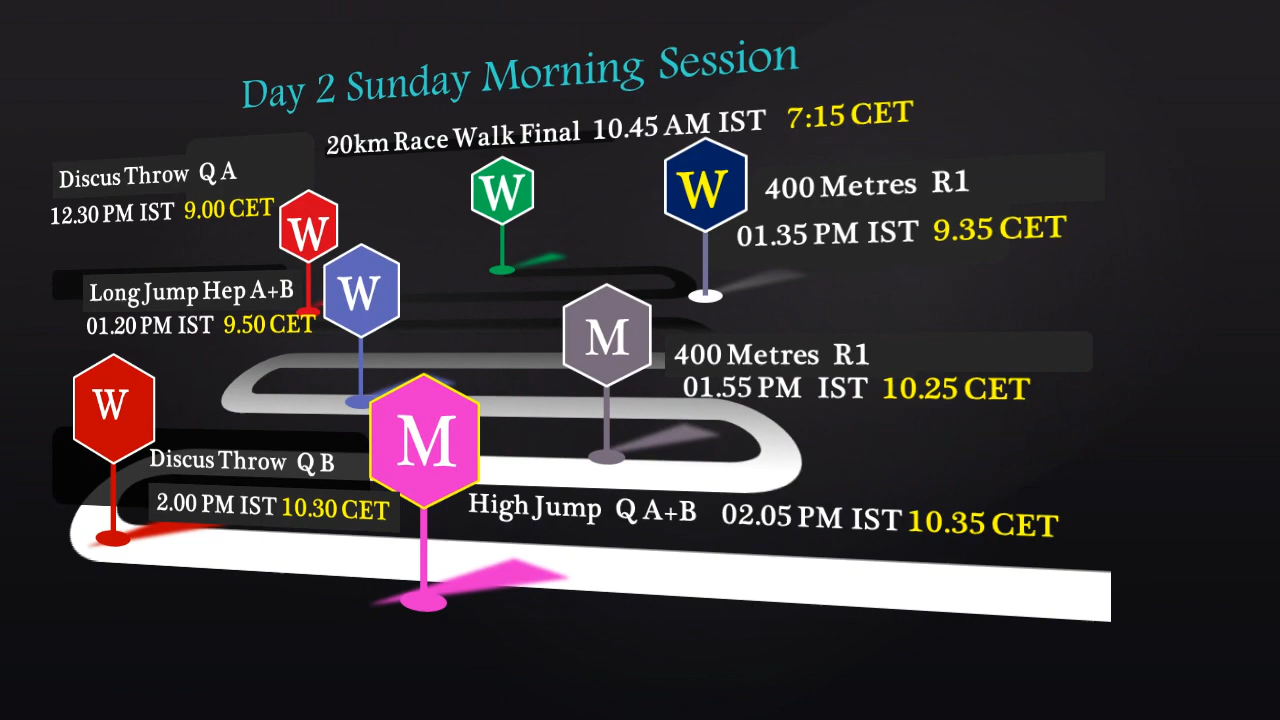 Day 2 Sunday Morning Session
20km Race Walk Final 10.45 AM IST 7:15 CET
W
Discus Throw Q A
12.30 PM IST 9.00 CET
W
W
400 Metres R1
01.35 PM IST 9.35 CET
Long Jump Hep A+B
01.20 PM IST 9.50 CET
W
M
400 Metres R1
01.55 PM IST 10.25 CET
W
Discus Throw Q B
2.00 PM IST 10.30 CET
M
High Jump Q A+B 02.05 PM IST 10.35 CET